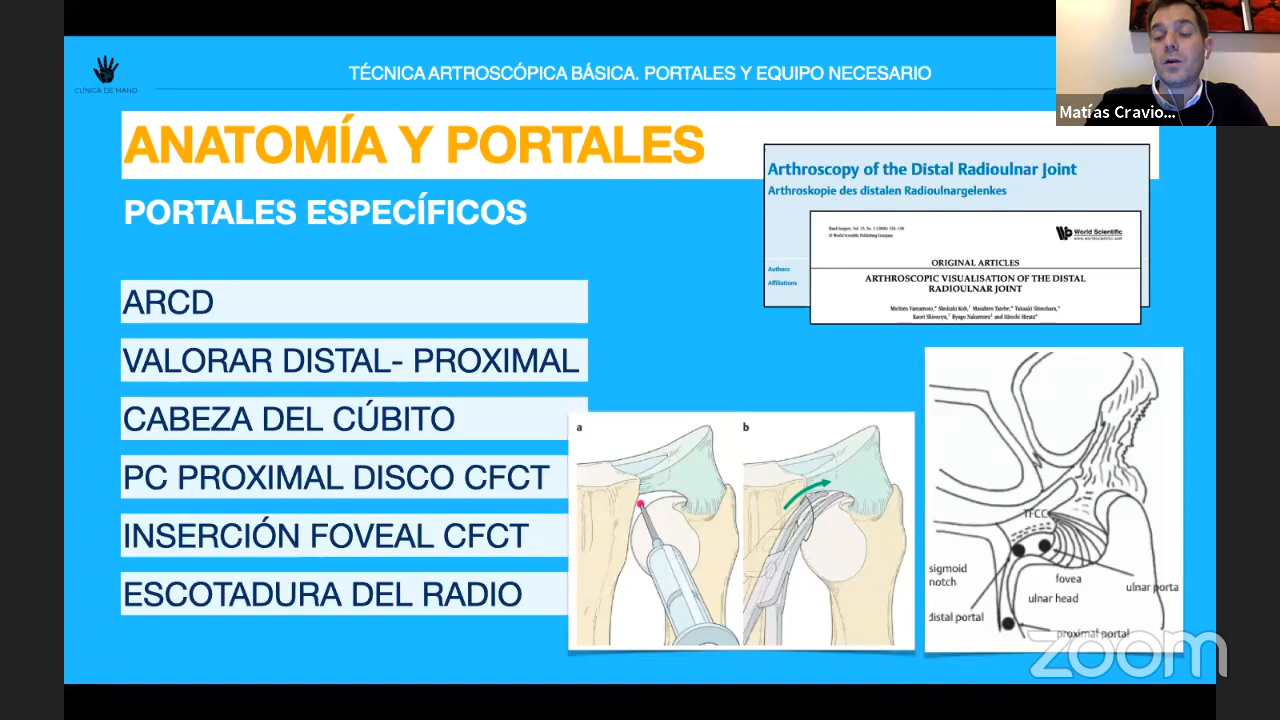 CLÍNICA DE MANO
TÉCNICA ARTROSCÓPICA BÁSICA. PORTALES Y EQUIPO NECESARIO
Matías Cravio...
ANATOMÍA Y PORTALES
PORTALES ESPECÍFICOS
ARCD
VALORAR DISTAL- PROXIMAL
CABEZA DEL CÚBITO
PC PROXIMAL DISCO CFCT
INSERCIÓN FOVEAL CFCT
ESCOTADURA DEL RADIO
Arthroscopy of the Distal Radioulnar Joint
Arthroskopie des distalen Radioulnargelenkes
Authors
Affiliations
World Scientific
www.worldscientific.com
ORIGINAL ARTICLES
ARTHROSCOPIC VISUALISATION OF THE DISTAL
RADIOULNAR JOINT
a
b
TFCC
sigmoid
notch
fovea
ulnar porta
ulnar head
distal portal
proximal portal
zoom